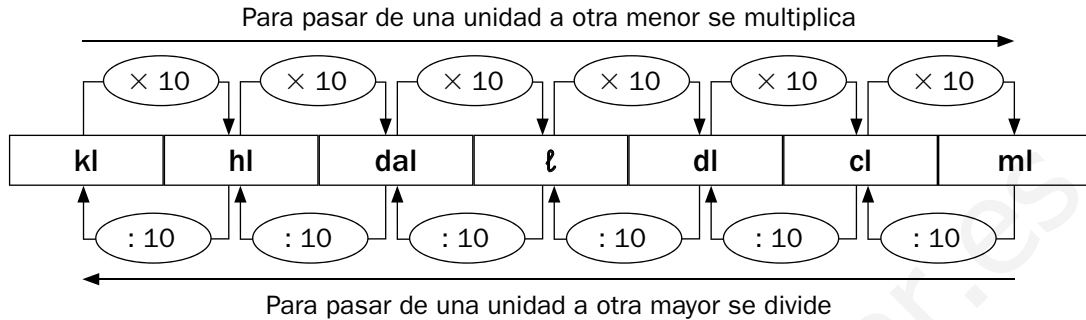 Para pasar de una unidad a otra menor se multiplica
× 10 × 10 × 10 × 10 × 10 × 10
kl hl dal ℓ dl cl ml
: 10 : 10 : 10 : 10 : 10 : 10
Para pasar de una unidad a otra mayor se divide